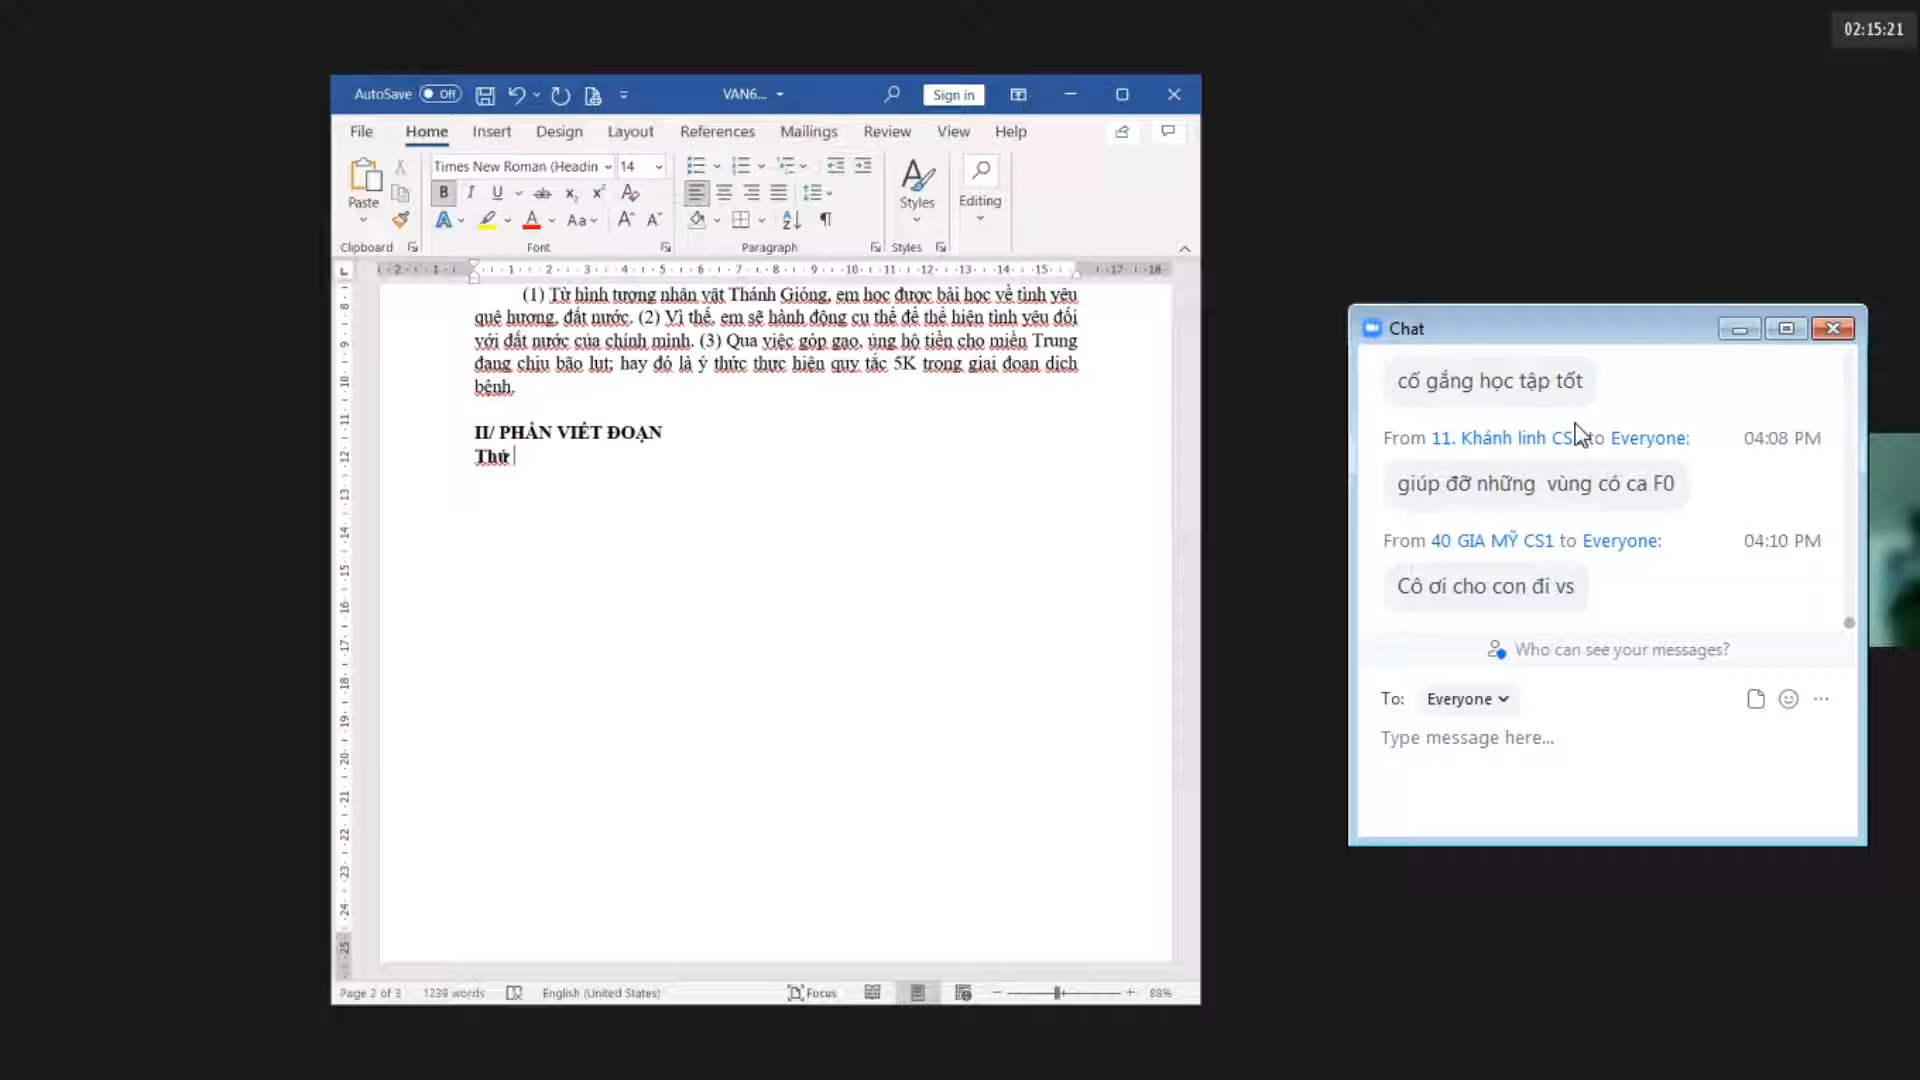 02:15:21
AutoSave Off VAN6... Sign in
File Home Insert Design Layout References Mailings Review View Help
Times New Roman (Headin 14
Paste Styles Editing
Clipboard Font Paragraph Styles
(1) Từ hình tượng nhân vật Thánh Gióng, em học được bài học về tình yêu
quê hương, đất nước. (2) Vì thế, em sẽ hành động cụ thể để thể hiện tình yêu đối
với đất nước của chính mình. (3) Qua việc góp gạo, ủng hộ tiền cho miền Trung
đang chịu bão lụt; hay đó là ý thức thực hiện quy tắc 5K trong giai đoạn dịch
bệnh.
II/ PHẦN VIẾT ĐOẠN
Thứ
Page 2 of 3 1239 words English (United States) Focus 88%
Chat
cố gắng học tập tốt
From 11. Khánh linh to Everyone: 04:08 PM
giúp đỡ những vùng có ca F0
From 40 GIA MỸ CS1 to Everyone: 04:10 PM
Cô ơi cho con đi vs
Who can see your messages?
To: Everyone
Type message here...